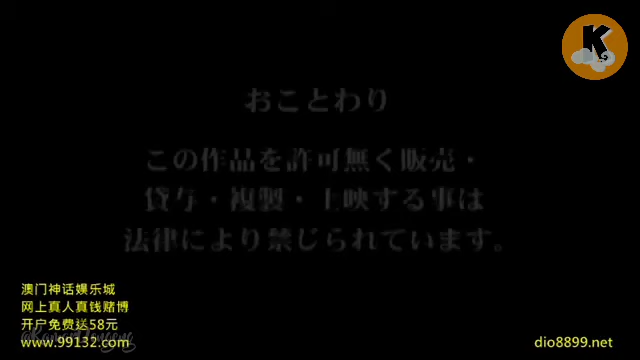 K
おことわり
この作品を許可無く販売・
貸与・複製・上映する事は
法律により禁じられています。
澳门神话娱乐城
网上真人真钱赌博
开户免费送58元
www.99132.com
dio8899.net